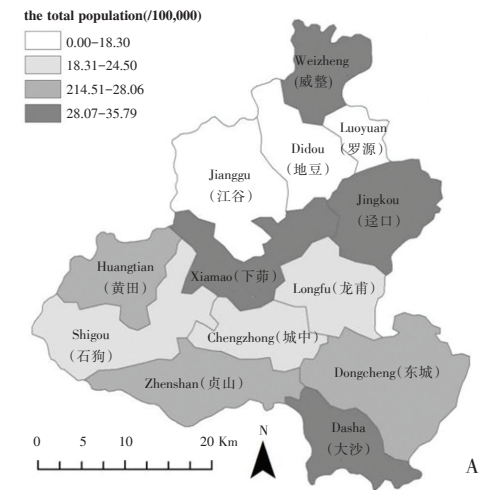 the total population(/100,000)
0.00-18.30
18.31-24.50
214.51-28.06
28.07-35.79
Weizheng
(威整)
Luoyuan
(罗源)
Didou
(地豆)
Jianggu
(江谷)
Jingkou
(迳口)
Huangtian
(黄田)
Xiamao(下茆)
Longfu(龙甫)
Shigou
(石狗)
Chengzhong(城中)
Zhenshan(贞山)
Dongcheng(东城)
Dasha
(大沙)
0 5 10 20 Km
N
A